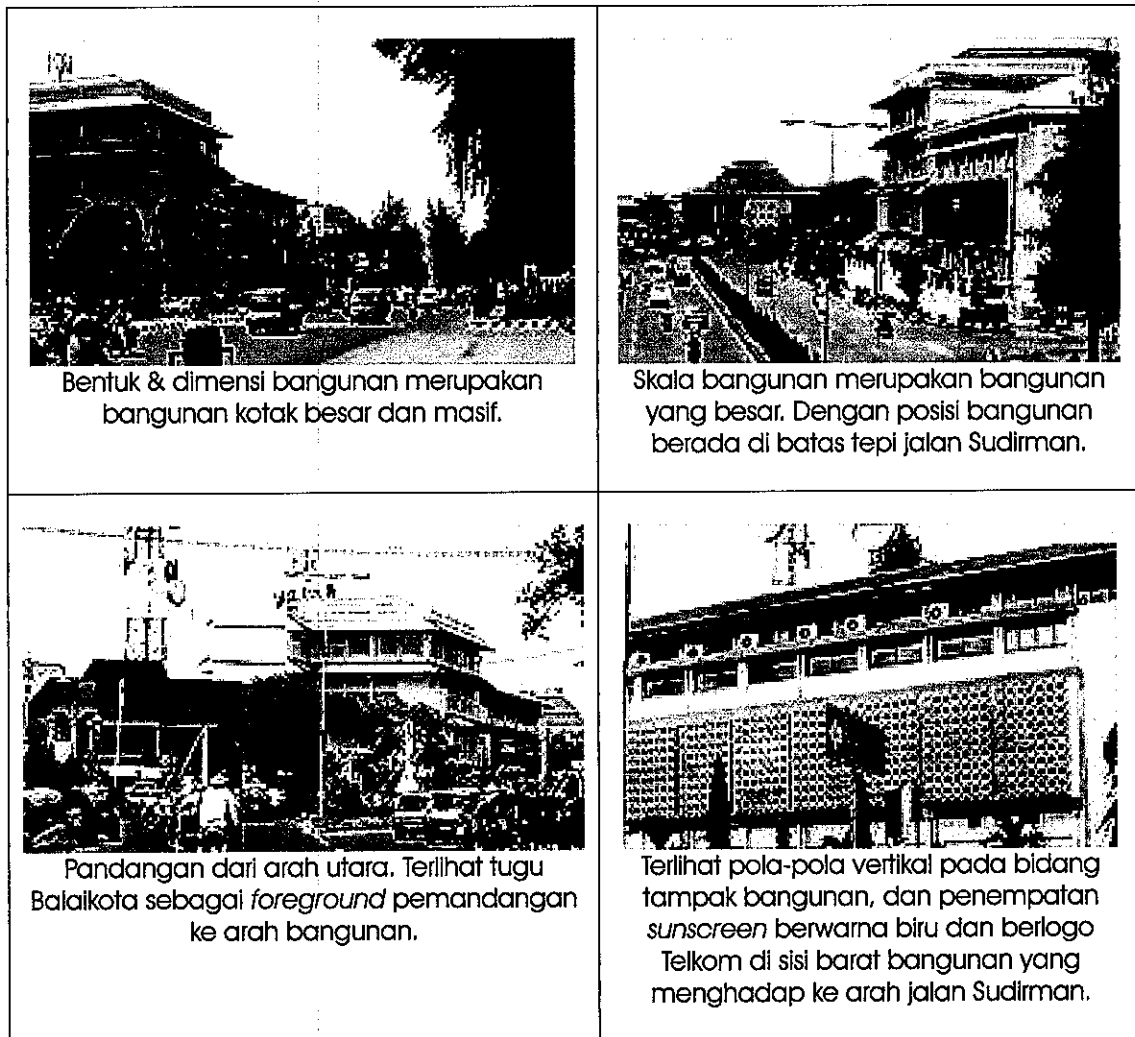 Bentuk & dimensi bangunan merupakan
bangunan kotak besar dan masif.
Skala bangunan merupakan bangunan
yang besar. Dengan posisi bangunan
berada di batas tepi jalan Sudirman.
Pandangan dari arah utara. Terlihat tugu
Balaikota sebagai foreground pemandangan
ke arah bangunan.
Terlihat pola-pola vertikal pada bidang
tampak bangunan, dan penempatan
sunscreen berwarna biru dan berlogo
Telkom di sisi barat bangunan yang
menghadap ke arah jalan Sudirman.